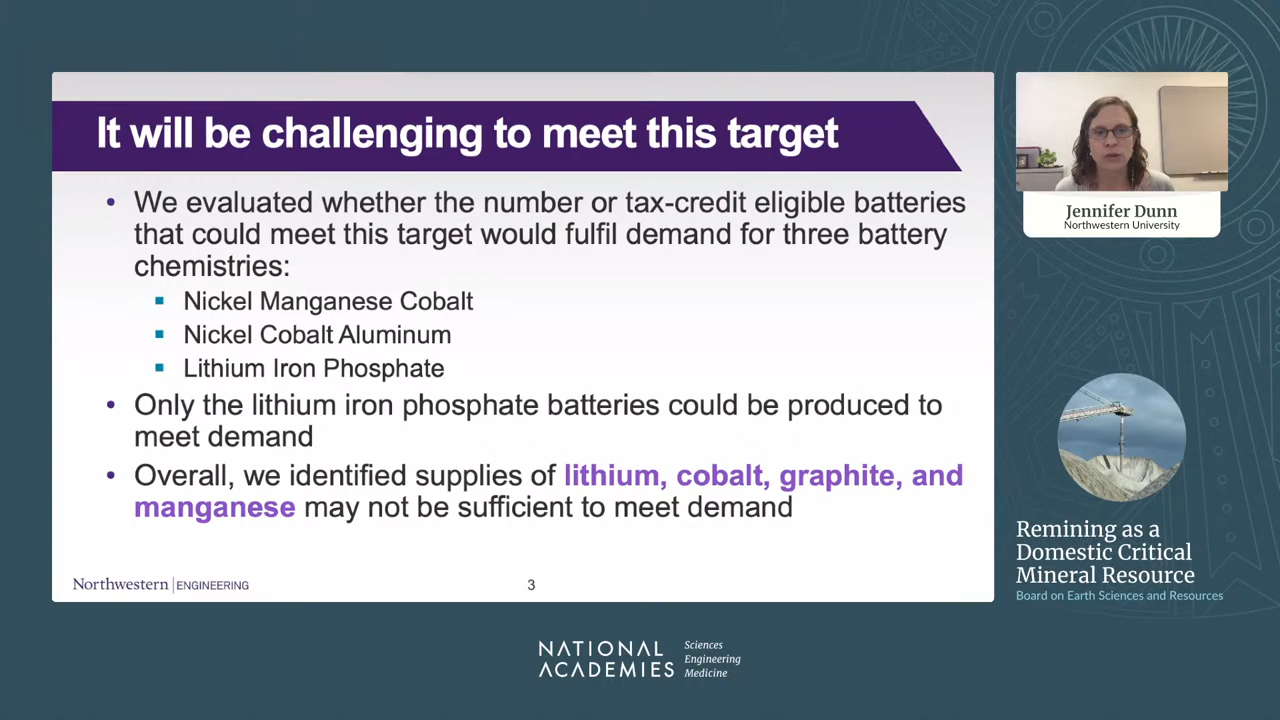 It will be challenging to meet this target
• We evaluated whether the number or tax-credit eligible batteries
that could meet this target would fulfil demand for three battery
chemistries:
▪ Nickel Manganese Cobalt
▪ Nickel Cobalt Aluminum
▪ Lithium Iron Phosphate
• Only the lithium iron phosphate batteries could be produced to
meet demand
• Overall, we identified supplies of lithium, cobalt, graphite, and
manganese may not be sufficient to meet demand
Northwestern | ENGINEERING
3
Jennifer Dunn
Northwestern University
Remining as a
Domestic Critical
Mineral Resource
Board on Earth Sciences and Resources
NATIONAL
ACADEMIES
Sciences
Engineering
Medicine